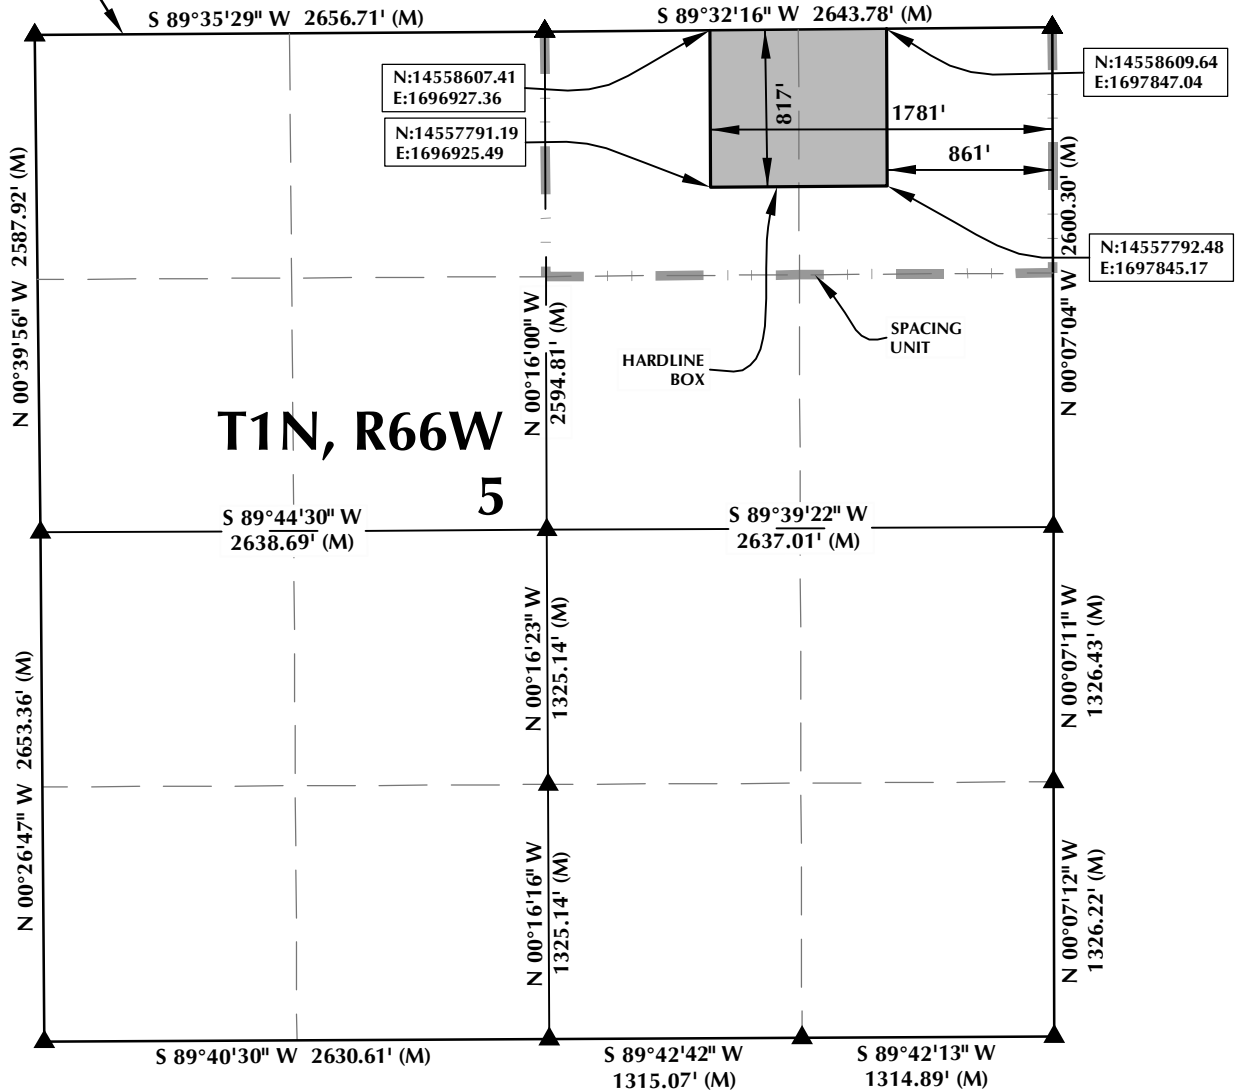 S 89°35'29" W 2656.71' (M)
S 89°32'16" W 2643.78' (M)
N:14558607.41
E:1696927.36
N:14558609.64
E:1697847.04
N:14557791.19
E:1696925.49
817'
1781'
861'
N:14557792.48
E:1697845.17
N 00°39'56" W 2587.92' (M)
N 00°16'00" W
2594.81' (M)
N 00°07'04" W 2600.30' (M)
SPACING
UNIT
HARDLINE
BOX
T1N, R66W
5
S 89°44'30" W
2638.69' (M)
S 89°39'22" W
2637.01' (M)
N 00°26'47" W 2653.36' (M)
N 00°16'23" W
1325.14' (M)
N 00°07'11" W
1326.43' (M)
N 00°16'16" W
1325.14' (M)
N 00°07'12" W
1326.22' (M)
S 89°40'30" W 2630.61' (M)
S 89°42'42" W
1315.07' (M)
S 89°42'13" W
1314.89' (M)